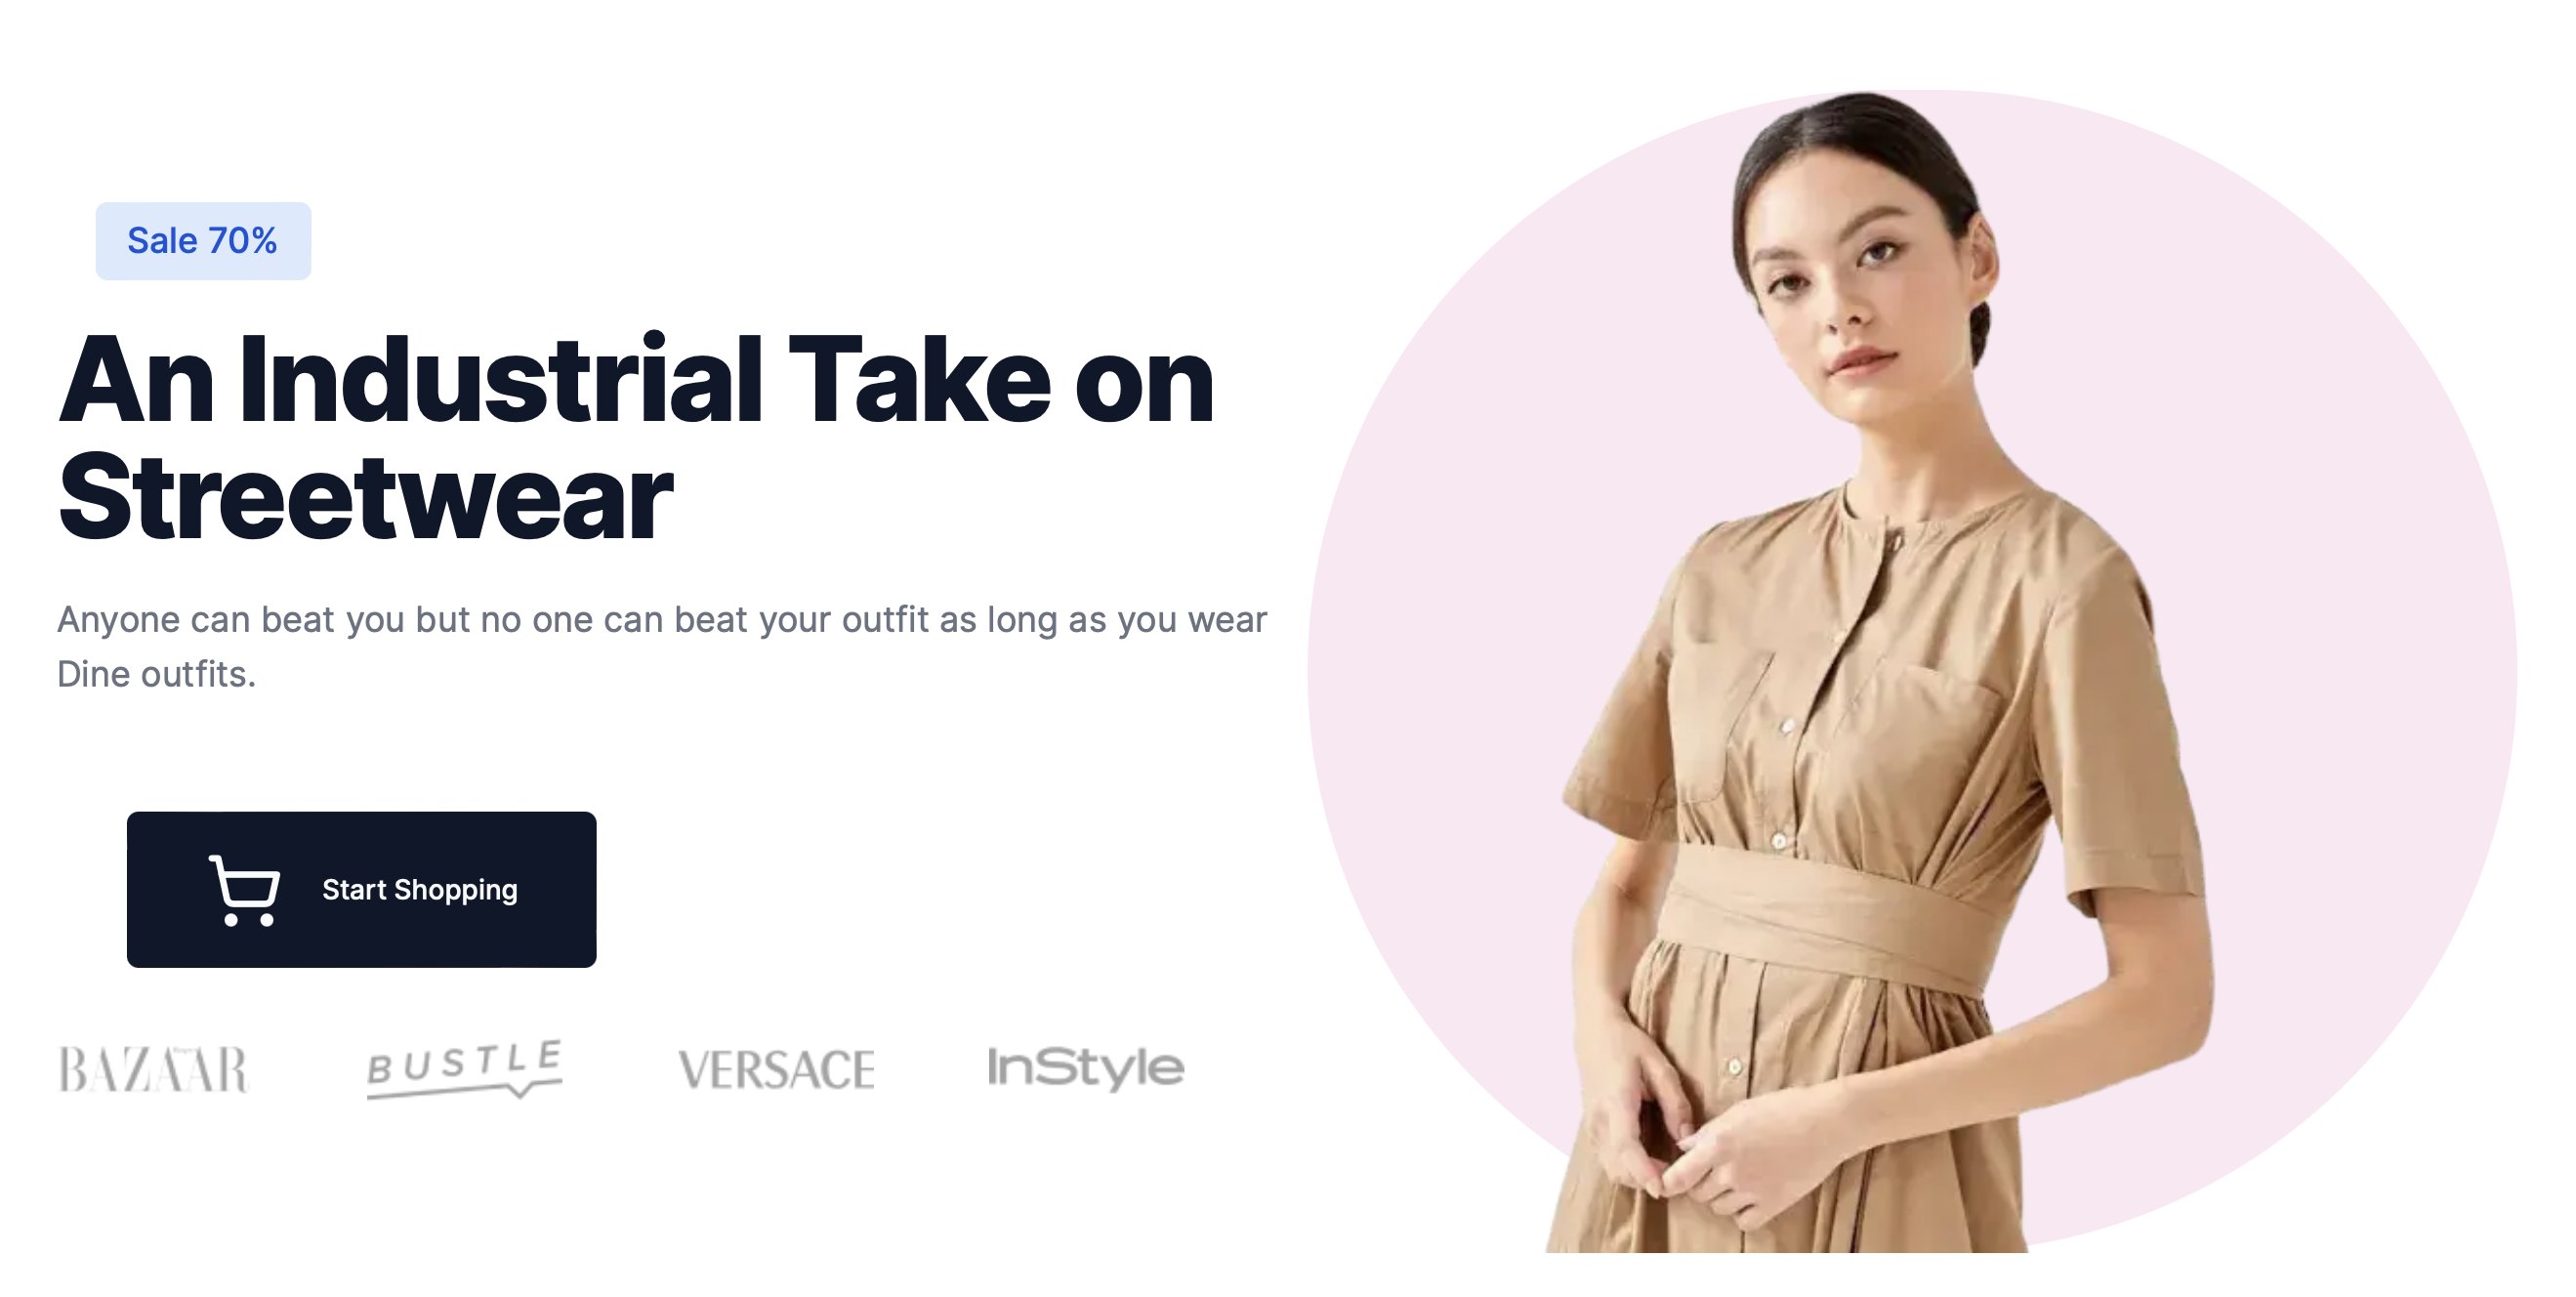 Sale 70%
An Industrial Take on
Streetwear
Anyone can beat you but no one can beat your outfit as long as you wear
Dine outfits.
Start Shopping
BAZAAR
BUSTLE
VERSACE
InStyle